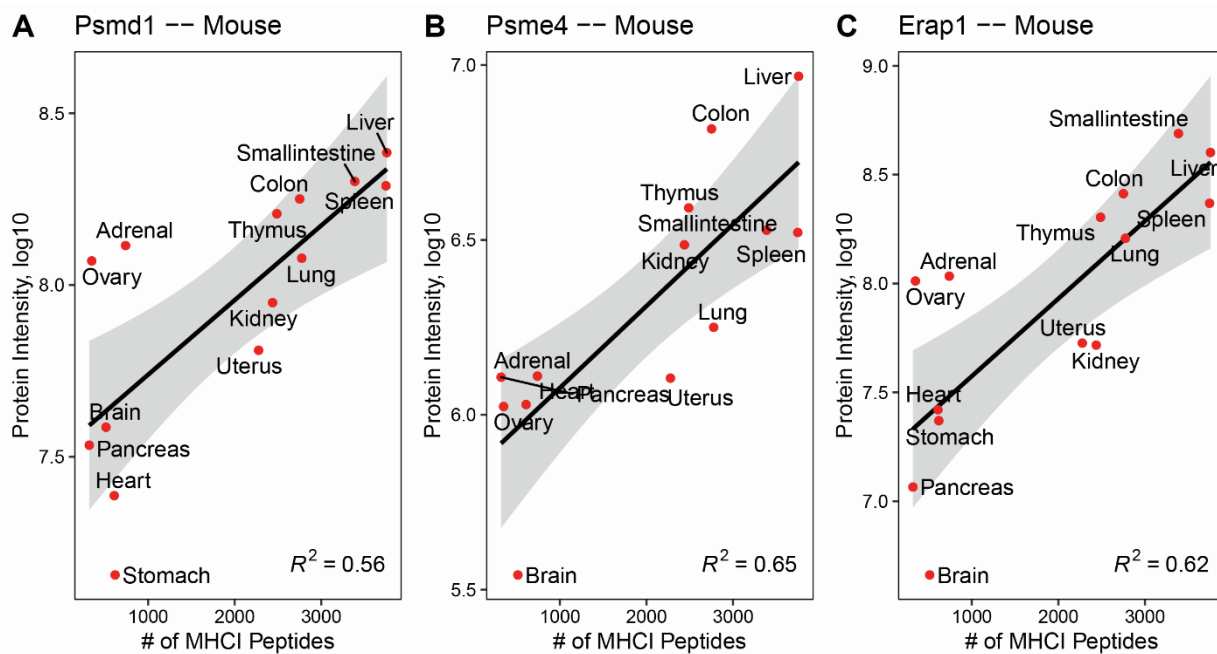 A Psmd1 −− Mouse
Protein Intensity, log10
8.5
8.0
7.5
Liver
Smallintestine
Colon
Spleen
Adrenal
Thymus
Ovary
Lung
Kidney
Uterus
Brain
Pancreas
Heart
Stomach
R² = 0.56
1000 2000 3000
# of MHCI Peptides
B Psme4 −− Mouse
Protein Intensity, log10
7.0
6.5
6.0
5.5
Liver
Colon
Thymus
Smallintestine
Kidney
Spleen
Lung
Adrenal
Heart
Pancreas
Uterus
Ovary
Brain
R² = 0.65
1000 2000 3000
# of MHCI Peptides
C Erap1 −− Mouse
Protein Intensity, log10
9.0
8.5
8.0
7.5
7.0
Smallintestine
Liver
Colon
Spleen
Thymus
Lung
Adrenal
Ovary
Uterus
Kidney
Heart
Stomach
Pancreas
Brain
R² = 0.62
1000 2000 3000
# of MHCI Peptides